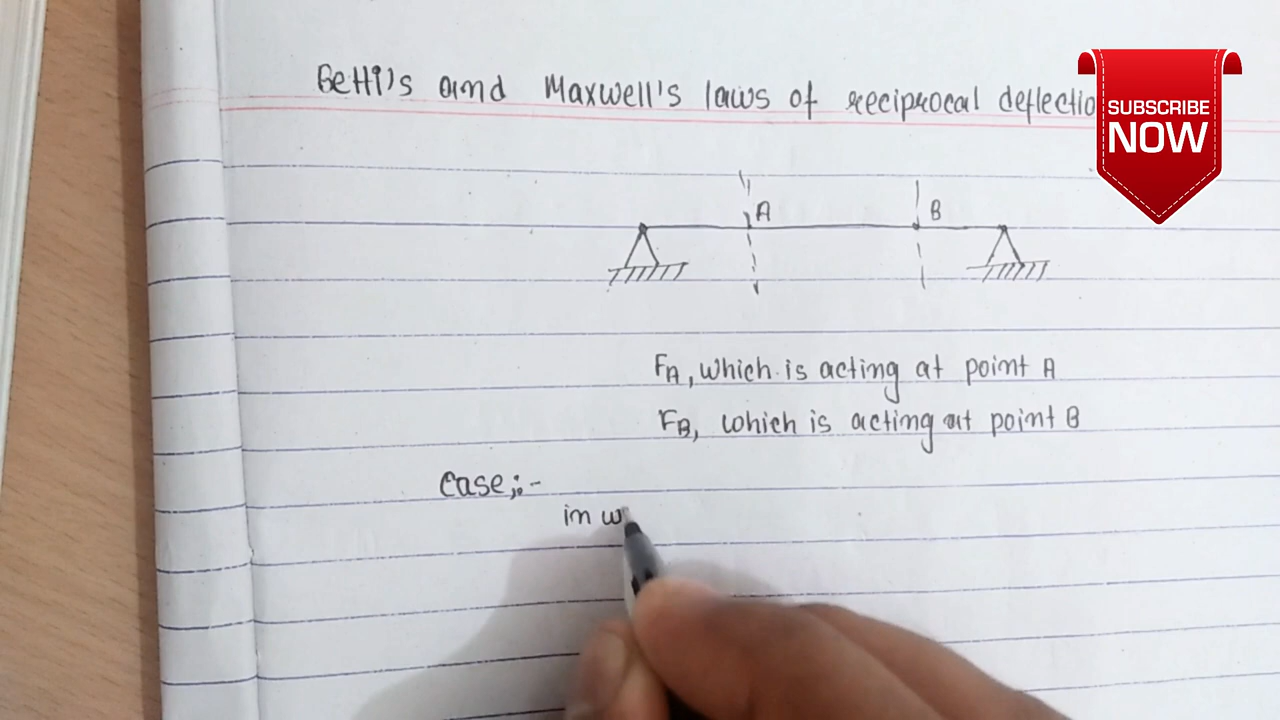 Betti's and Maxwell's laws of reciprocal deflectio
SUBSCRIBE
NOW
A
B
FA, which is acting at point A
FB, which is acting at point B
Case;:-
in w